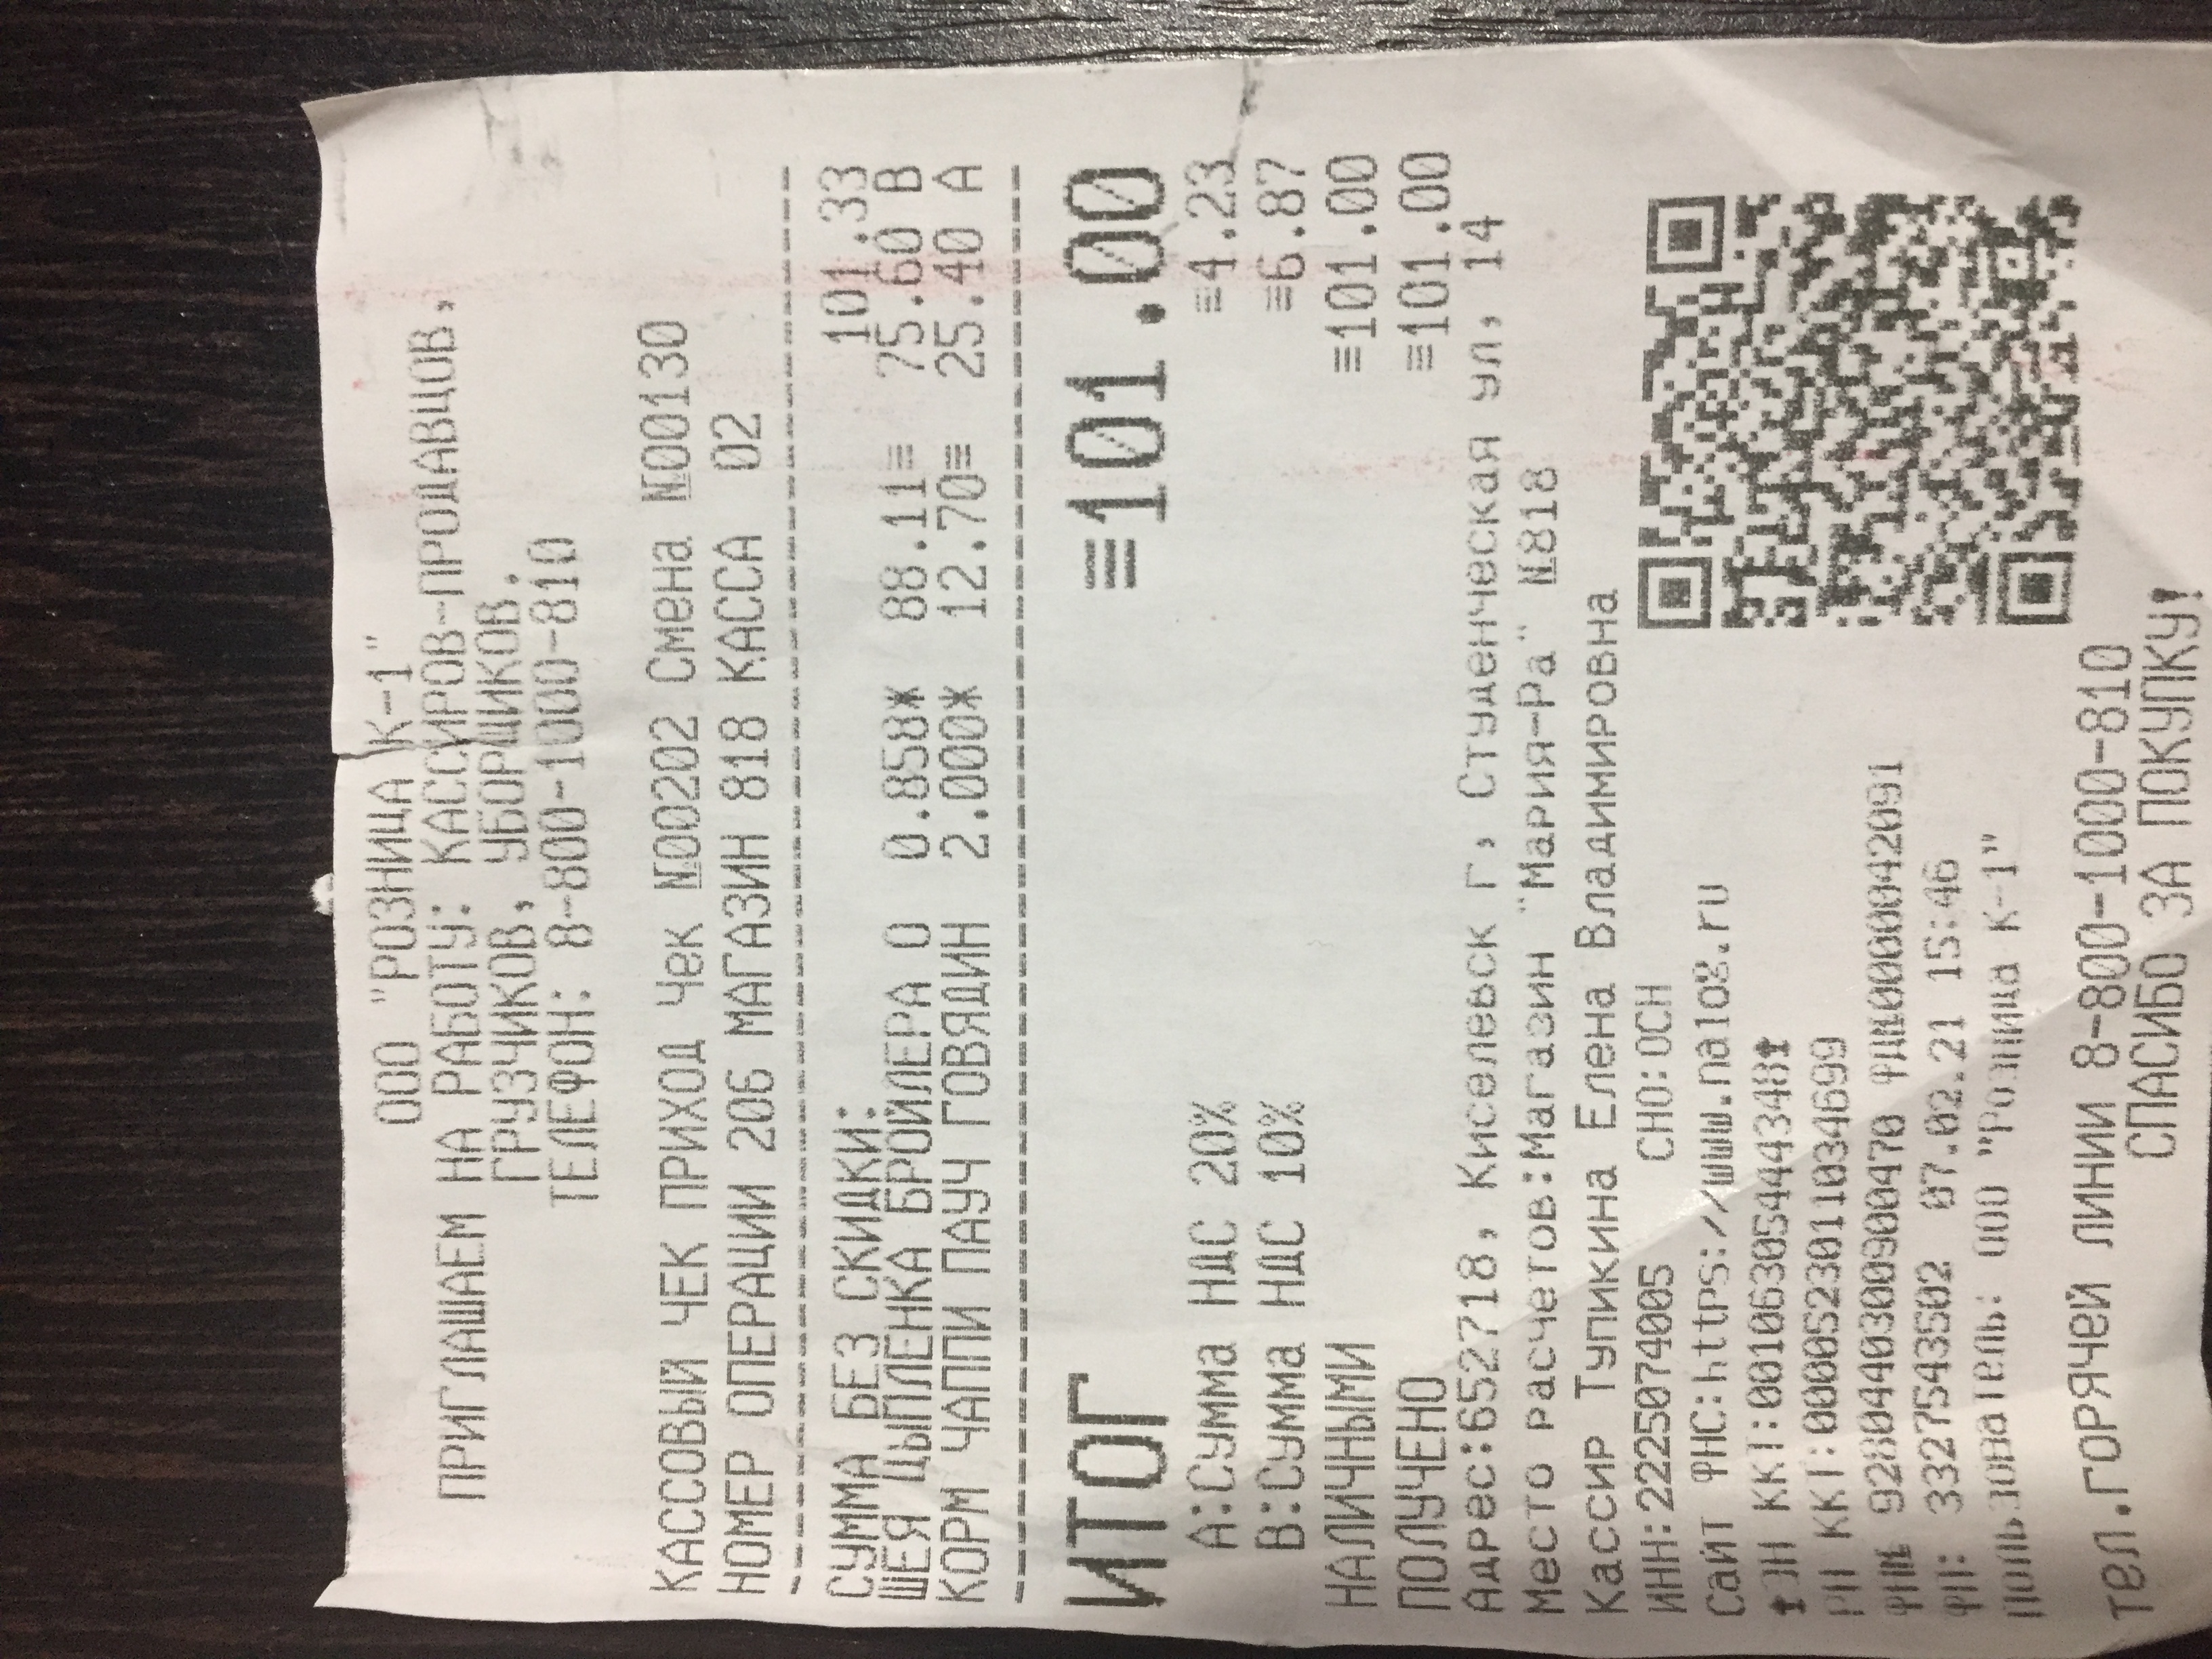 ООО "РОЗНИЦА К-1"
ПРИГЛАШАЕМ НА РАБОТУ: КАССИРОВ-ПРОДАВЦОВ,
ГРУЗЧИКОВ, УБОРЩИКОВ.
ТЕЛЕФОН: 8-800-1000-810
КАССОВЫЙ ЧЕК ПРИХОД Чек №00202 Смена №00130
НОМЕР ОПЕРАЦИИ 206 МАГАЗИН 818 КАССА 02
СУММА БЕЗ СКИДКИ: 101.33
ШЕЯ ЦЫПЛЕНКА БРОЙЛЕРА О 0.858* 88.11≡ 75.60 В
КОРМ ЧАППИ ПАУЧ ГОВЯДИН 2.000* 12.70≡ 25.40 А
ИТОГ ≡101.00
А:Сумма НДС 20% ≡4.23
В:Сумма НДС 10% ≡6.87
НАЛИЧНЫМИ ≡101.00
ПОЛУЧЕНО ≡101.00
Адрес:652718, Киселевск г, Студенческая ул, 14
Место расчетов:Магазин "Мария-Ра" №818
Кассир Тупикина Елена Владимировна
ИНН:2225074005 СНО:ОСН
Сайт ФНС:https://www.nalog.ru
ЗН ККТ:00106305444348
РН ККТ:0000523011034699
ФН№ 9280440300900470 ФД№0000042091
ФП: 3327543502 07.02.21 15:46
Пользователь: ООО "Розница К-1"
тел.ГОРЯЧЕЙ ЛИНИИ 8-800-1000-810
СПАСИБО ЗА ПОКУПКУ!